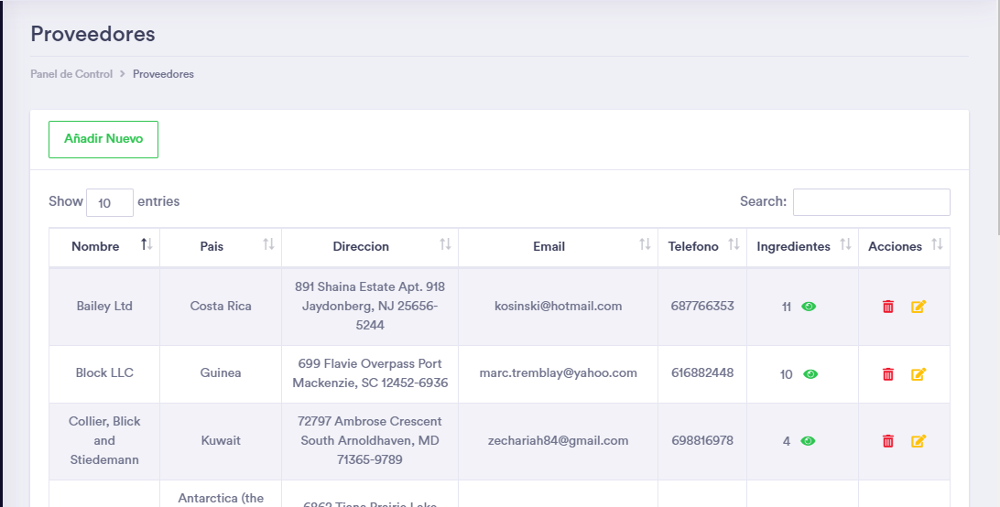 Proveedores
Panel de Control > Proveedores
Añadir Nuevo
Show 10 entries
Search:
Nombre Pais Direccion Email Telefono Ingredientes Acciones
Bailey Ltd
Costa Rica
891 Shaina Estate Apt. 918
Jaydonberg, NJ 25656-
5244
kosinski@hotmail.com
687766353
11
Block LLC
Guinea
699 Flavie Overpass Port
Mackenzie, SC 12452-6936
marc.tremblay@yahoo.com
616882448
10
Collier, Blick
and
Stiedemann
Kuwait
72797 Ambrose Crescent
South Arnoldhaven, MD
71365-9789
zechariah84@gmail.com
698816978
4
Antarctica (the
6862 Tiana Prairie Lake